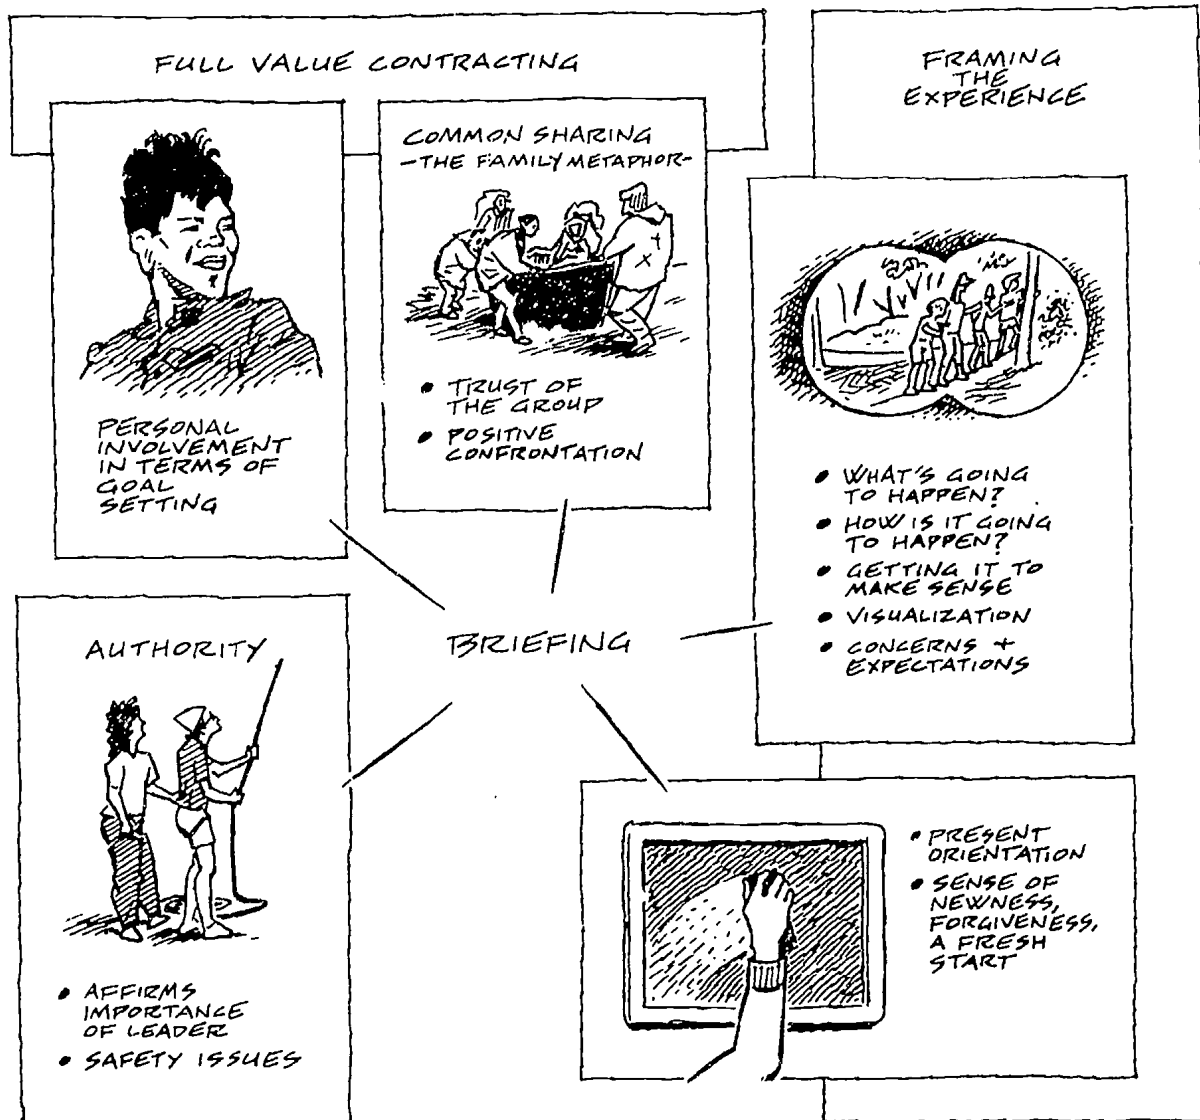 FULL VALUE CONTRACTING
FRAMING
THE
EXPERIENCE
COMMON SHARING
-THE FAMILY METAPHOR-
• TRUST OF
THE GROUP
• POSITIVE
CONFRONTATION
PERSONAL
INVOLVEMENT
IN TERMS OF
GOAL
SETTING
• WHAT'S GOING
TO HAPPEN?
• HOW IS IT GOING
TO HAPPEN?
• GETTING IT TO
MAKE SENSE
• VISUALIZATION
• CONCERNS +
EXPECTATIONS
BRIEFING
AUTHORITY
• AFFIRMS
IMPORTANCE
OF LEADER
• SAFETY ISSUES
• PRESENT
ORIENTATION
• SENSE OF
NEWNESS,
FORGIVENESS,
A FRESH
START